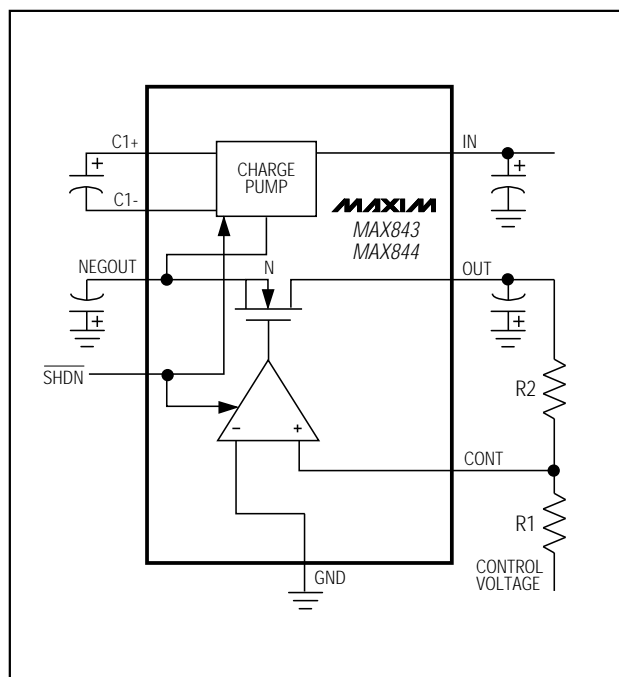 C1+
IN
+
+
CHARGE
PUMP
C1-
MAXIM
MAX843
MAX844
NEGOUT
N
OUT
+
+
SHDN
R2
-
+
CONT
R1
GND
CONTROL
VOLTAGE